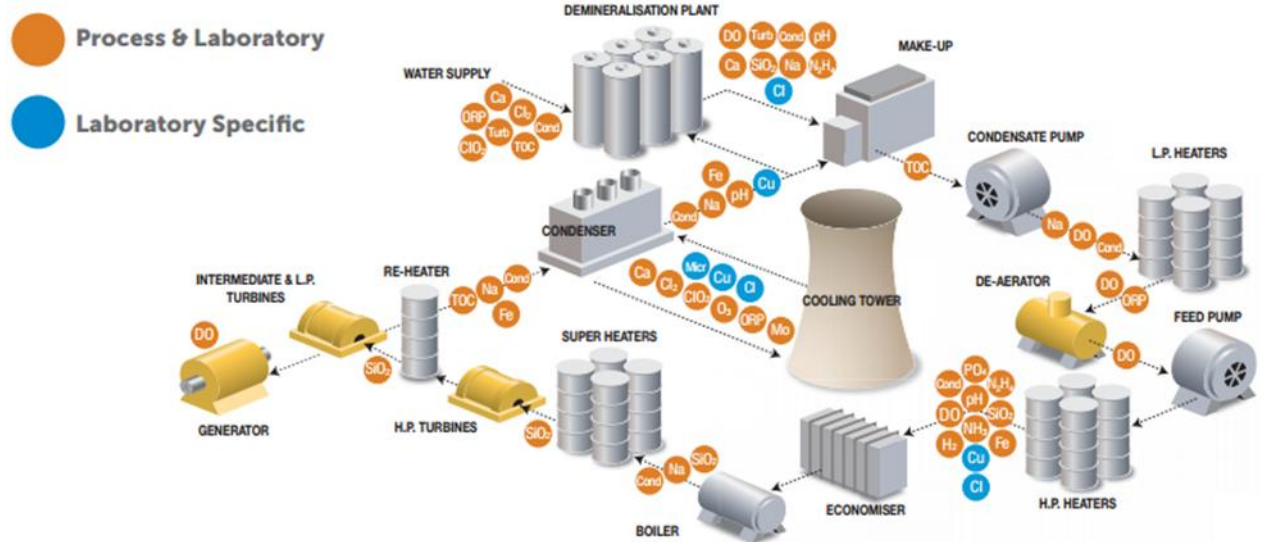 Process & Laboratory
Laboratory Specific
DEMINERALISATION PLANT
DO Turb Cond pH
Ca SiO₂ Na N₂H₄
Cl
MAKE-UP
WATER SUPPLY
Ca
ORP Cl₂
Turb Cond
ClO₂ TOC
CONDENSATE PUMP
TOC
L.P. HEATERS
Na DO Cond
Fe Cu
Cond Na pH
CONDENSER
INTERMEDIATE & L.P.
TURBINES
RE-HEATER
TOC Na Cond
Fe
Ca Cl₂ Micr Cu Cl
ClO₂ O₃ ORP Mo
COOLING TOWER
DE-AERATOR
DO
ORP
FEED PUMP
DO
DO
SiO₂
GENERATOR
H.P. TURBINES
SUPER HEATERS
SiO₂
Cond Na SiO₂
BOILER
ECONOMISER
PO₄
Cond N₂H₄
pH
DO SiO₂
NH₃
H₂ Fe
Cu
Cl
H.P. HEATERS